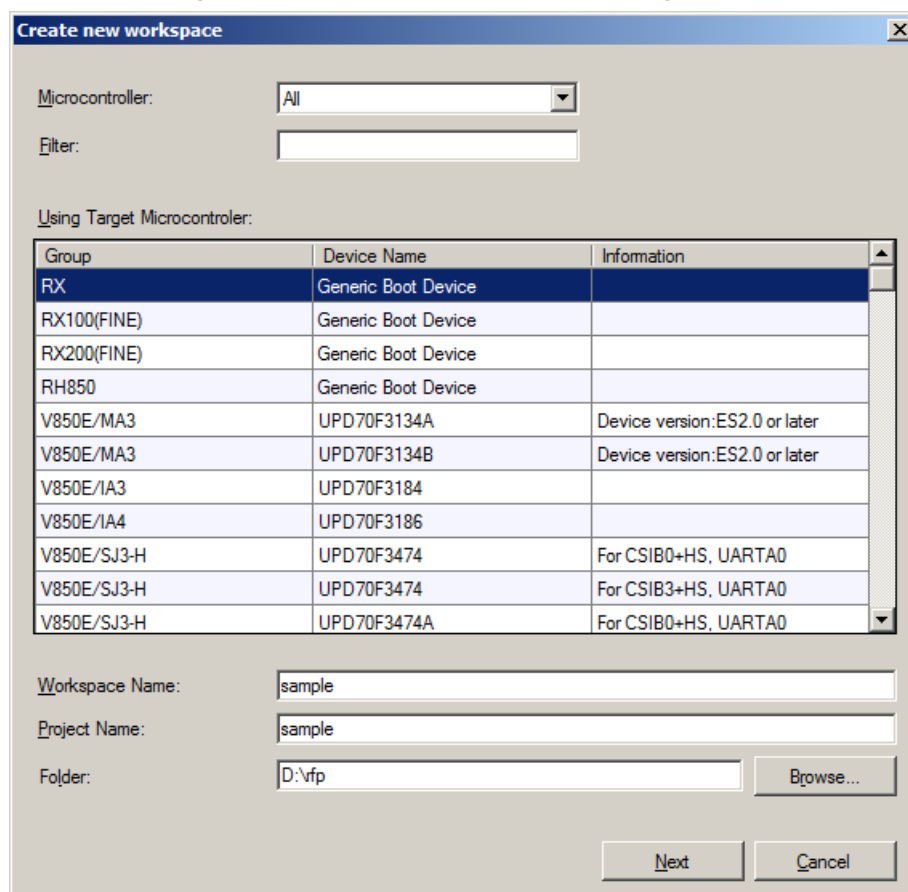 Create new workspace
Microcontroller: All
Filter:
Using Target Microcontroler:
Group Device Name Information
RX Generic Boot Device
RX100(FINE) Generic Boot Device
RX200(FINE) Generic Boot Device
RH850 Generic Boot Device
V850E/MA3 UPD70F3134A Device version:ES2.0 or later
V850E/MA3 UPD70F3134B Device version:ES2.0 or later
V850E/IA3 UPD70F3184
V850E/IA4 UPD70F3186
V850E/SJ3-H UPD70F3474 For CSIB0+HS, UARTA0
V850E/SJ3-H UPD70F3474 For CSIB3+HS, UARTA0
V850E/SJ3-H UPD70F3474A For CSIB0+HS, UARTA0
Workspace Name: sample
Project Name: sample
Folder: D:\rfp Browse...
Next Cancel